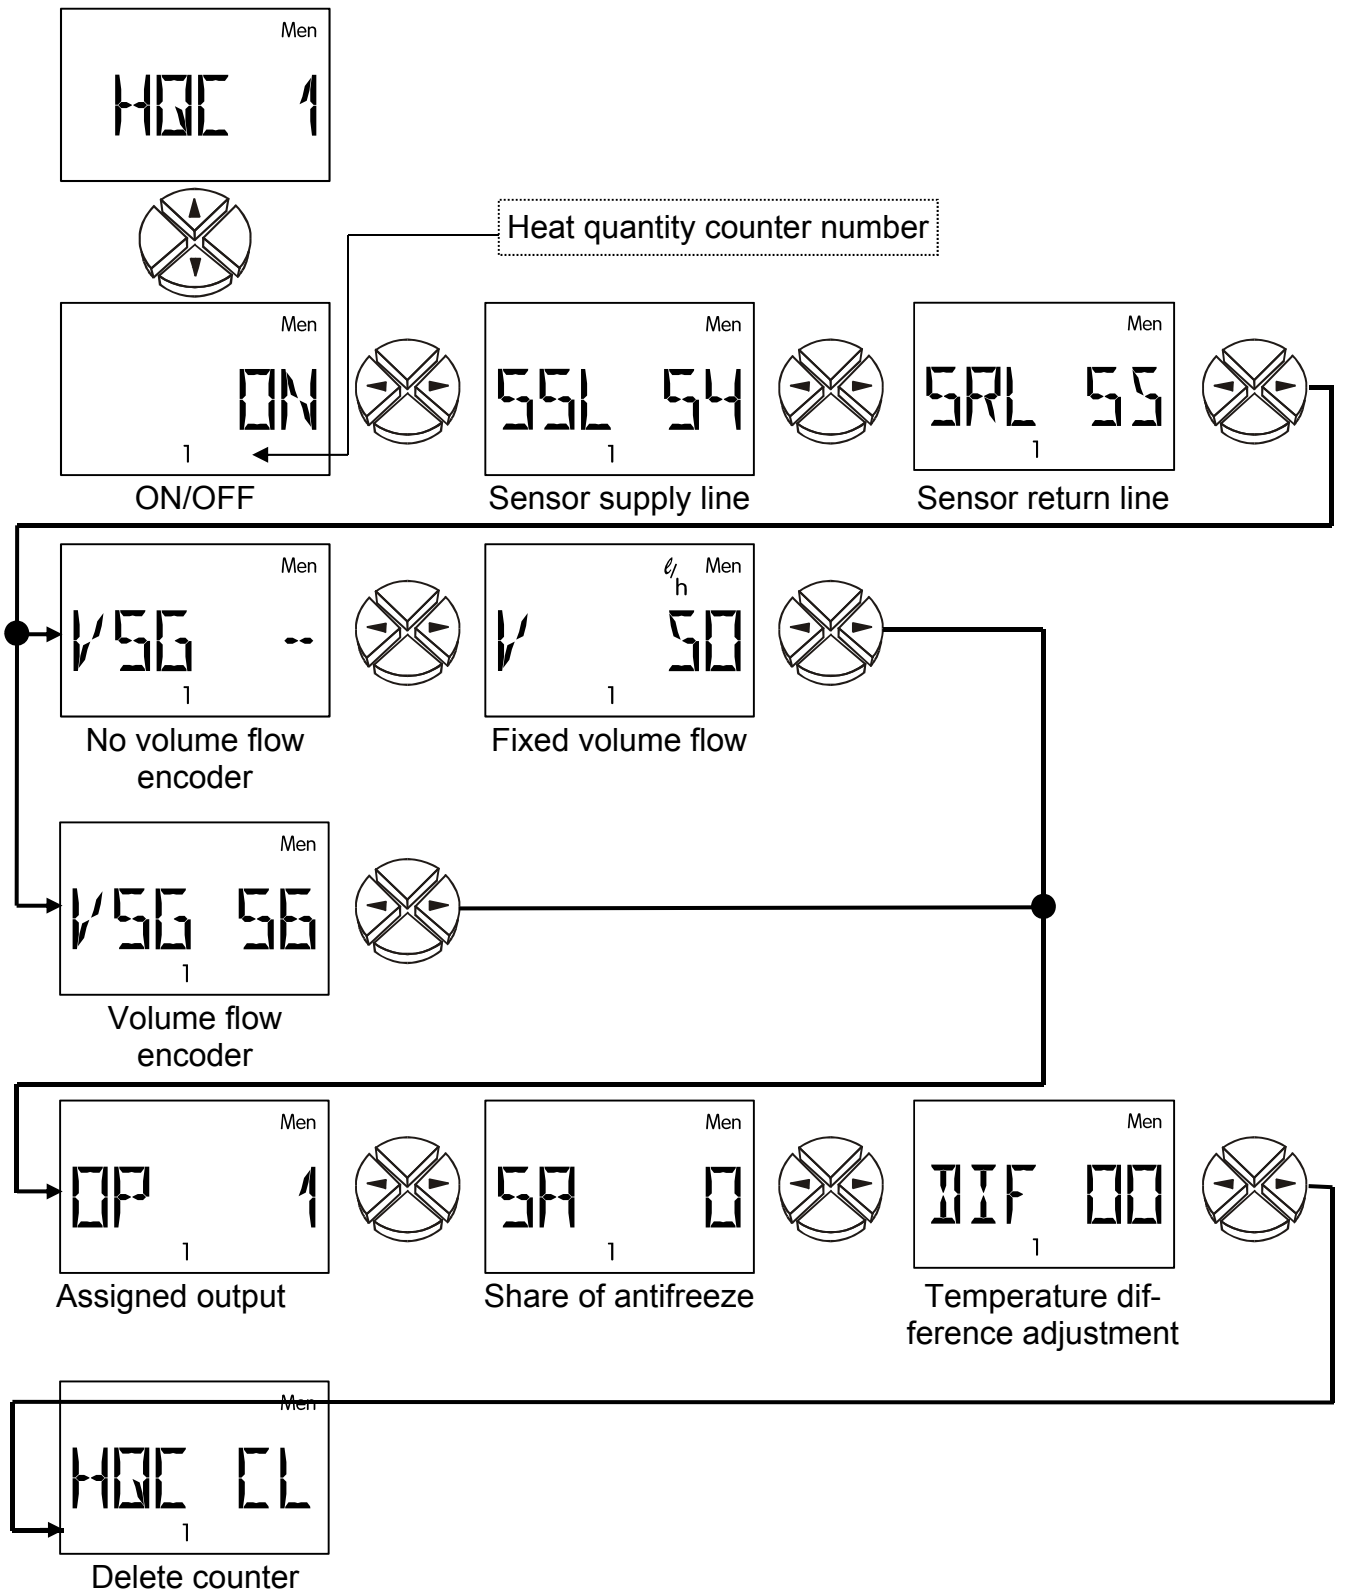 Men
HQC 1
Heat quantity counter number
Men
ON
1
ON/OFF
Men
SSL S4
1
Sensor supply line
Men
SRL S5
1
Sensor return line
Men
VSG --
1
No volume flow
encoder
l/h Men
V 50
1
Fixed volume flow
Men
VSG S6
1
Volume flow
encoder
Men
OP 1
1
Assigned output
Men
SA 0
1
Share of antifreeze
Men
DIF 00
1
Temperature dif-
ference adjustment
Men
HQC CL
1
Delete counter